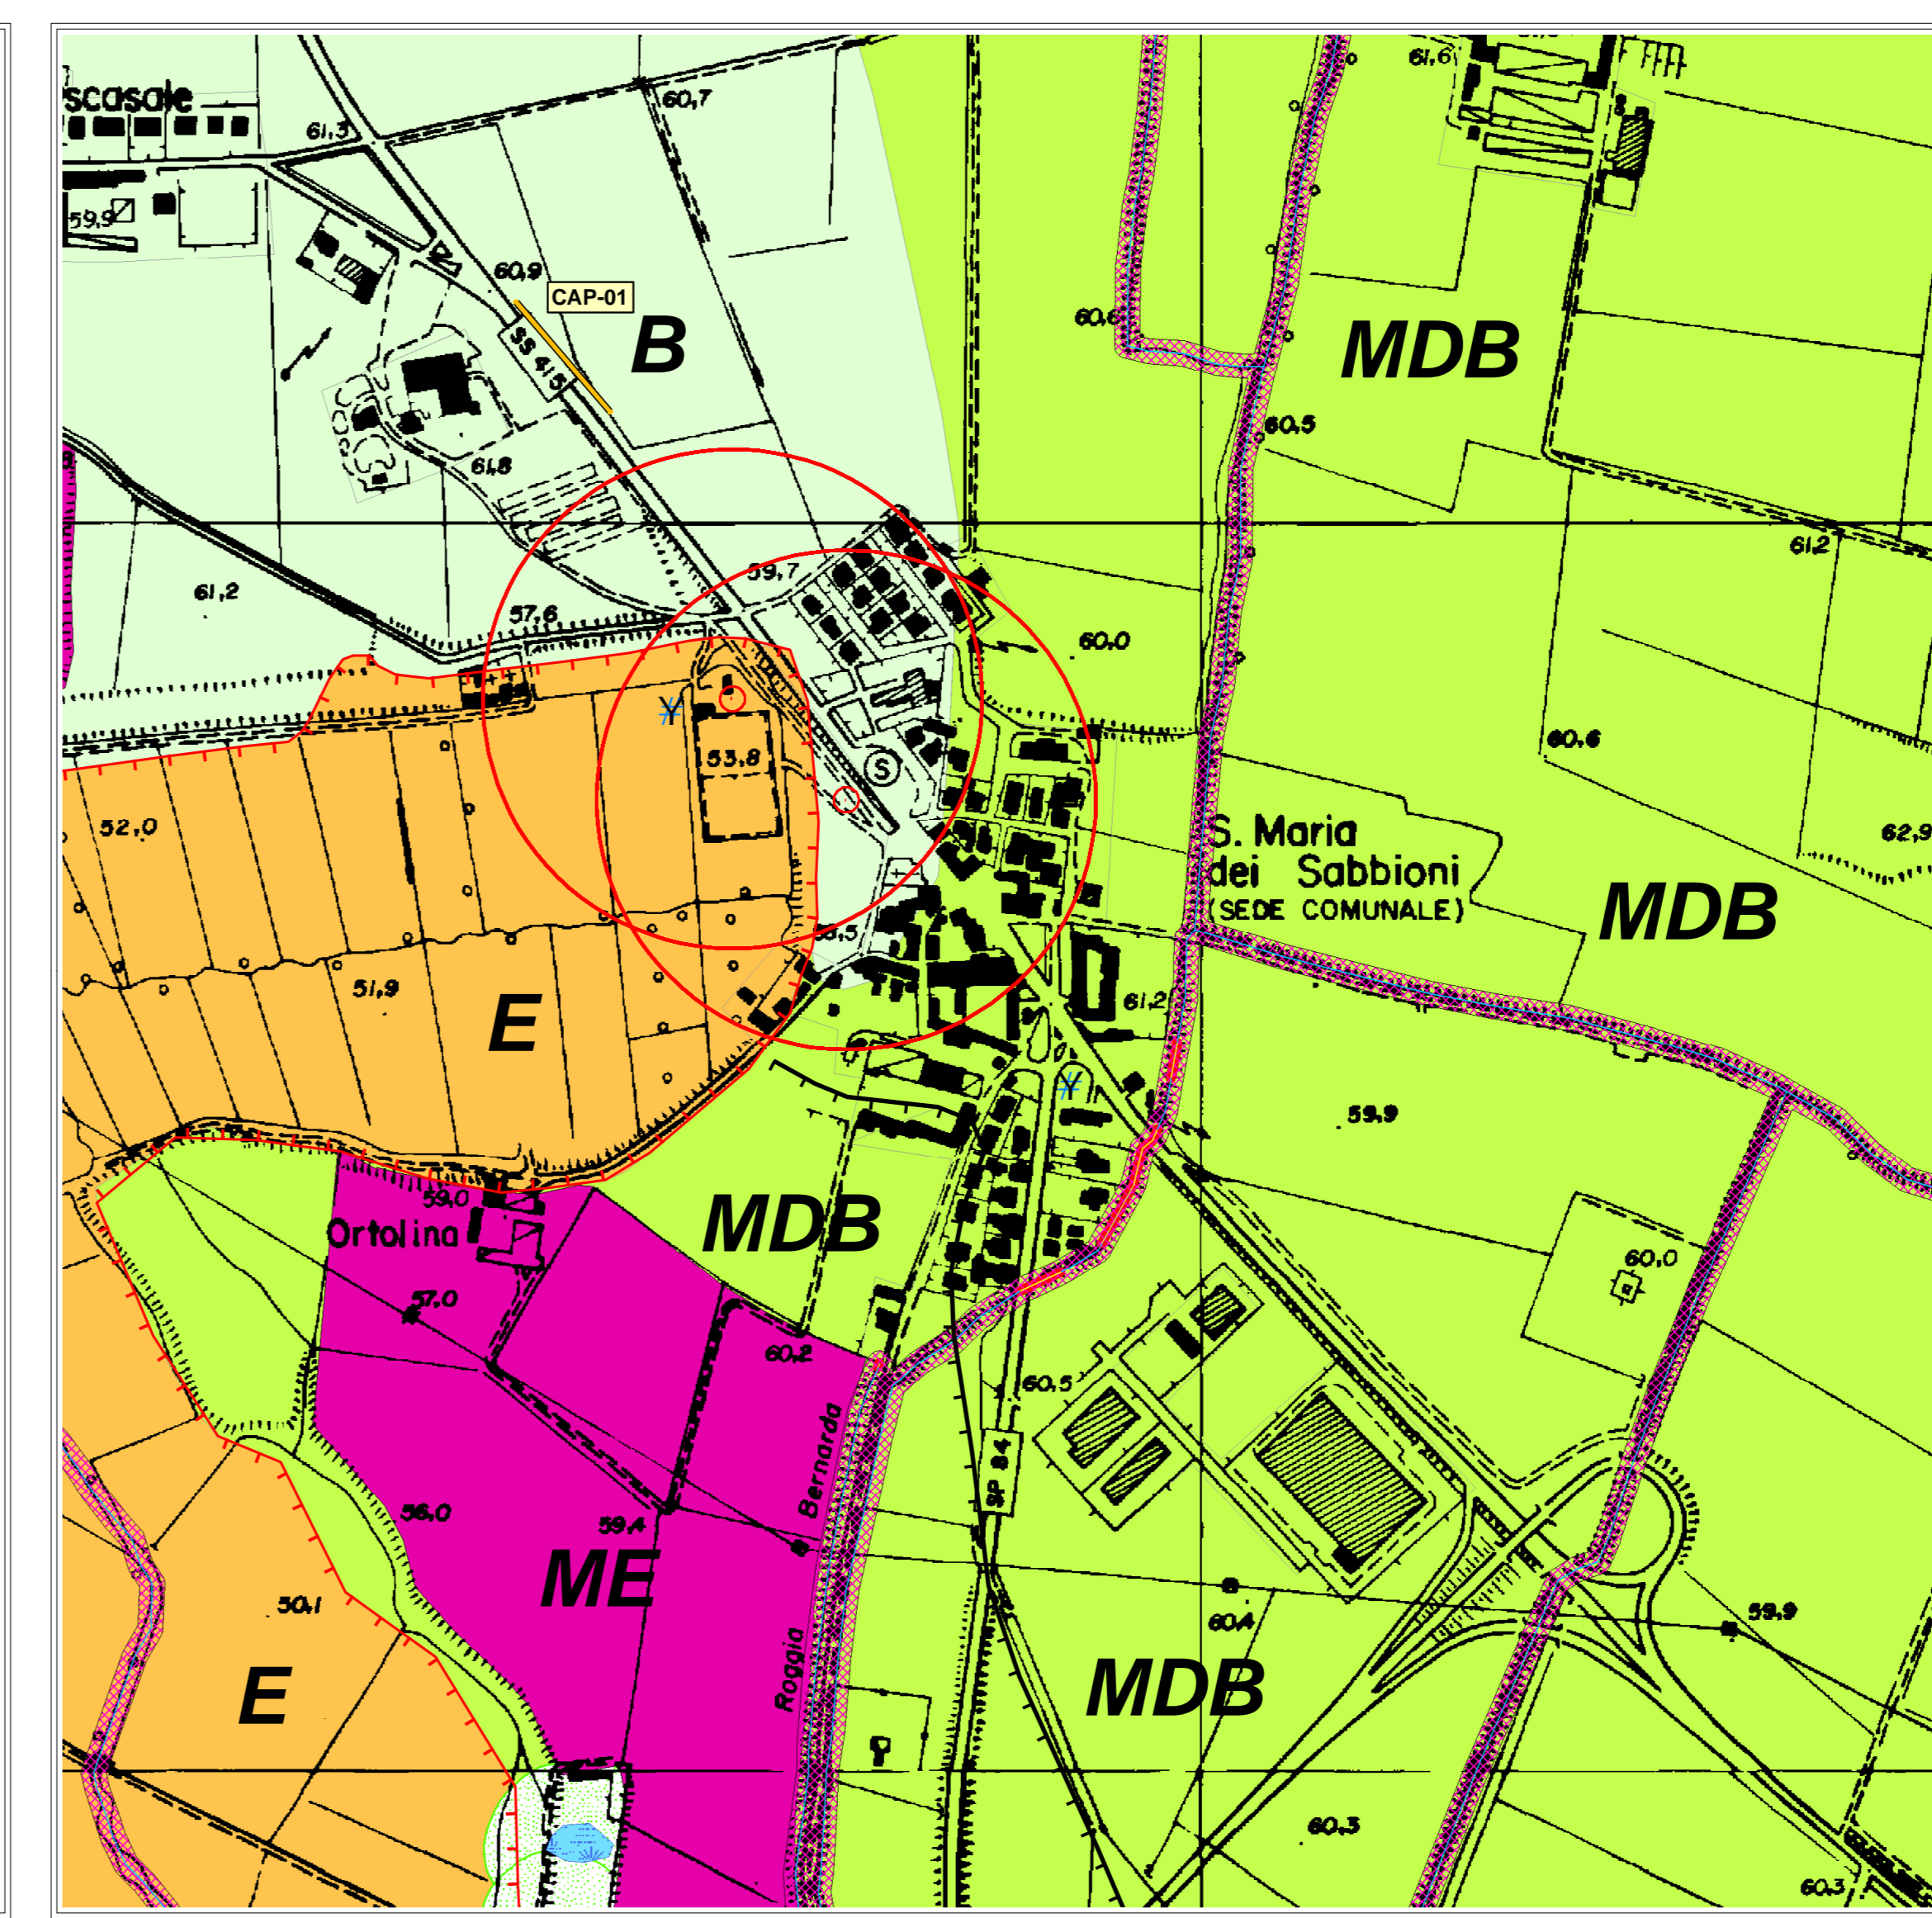 61,6
scasale
60,7
61,3
59,9
60,9
CAP-01
B
SS 415
60,6
MDB
60,5
61,8
61,2
59,7
61,2
57,6
60,0
53,8
S
60,6
52,0
S. Maria
dei Sabbioni
(SEDE COMUNALE)
62,9
MDB
51,9
E
61,2
59,9
59,0
Ortolina
MDB
60,0
57,0
60,2
60,5
Roggia Bernarda
SP 84
56,0
59,4
ME
50,1
60,4
59,9
E
MDB
60,3
60,3